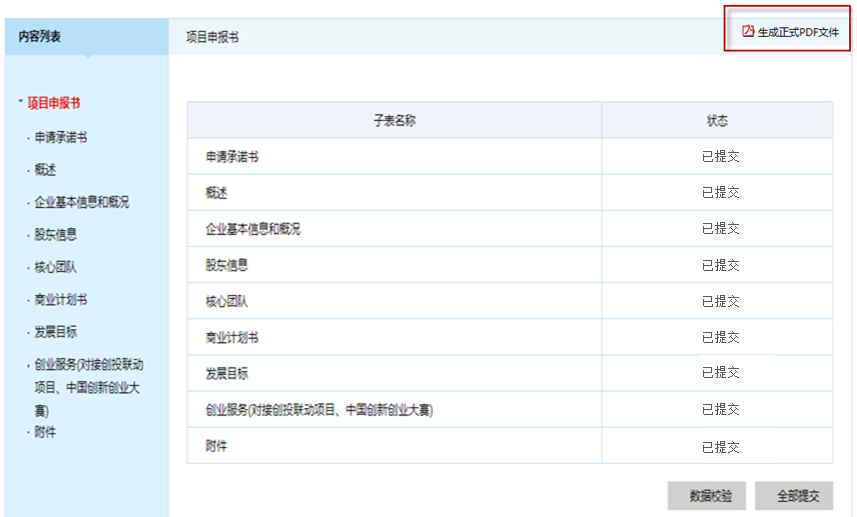 内容列表
项目申报书
生成正式PDF文件
项目申报书
· 申请承诺书
· 概述
· 企业基本信息和概况
· 股东信息
· 核心团队
· 商业计划书
· 发展目标
· 创业服务(对接创投联动
项目、中国创新创业大
赛)
· 附件
子表名称 状态
申请承诺书 已提交
概述 已提交
企业基本信息和概况 已提交
股东信息 已提交
核心团队 已提交
商业计划书 已提交
发展目标 已提交
创业服务(对接创投联动项目、中国创新创业大赛) 已提交
附件 已提交
数据校验 全部提交